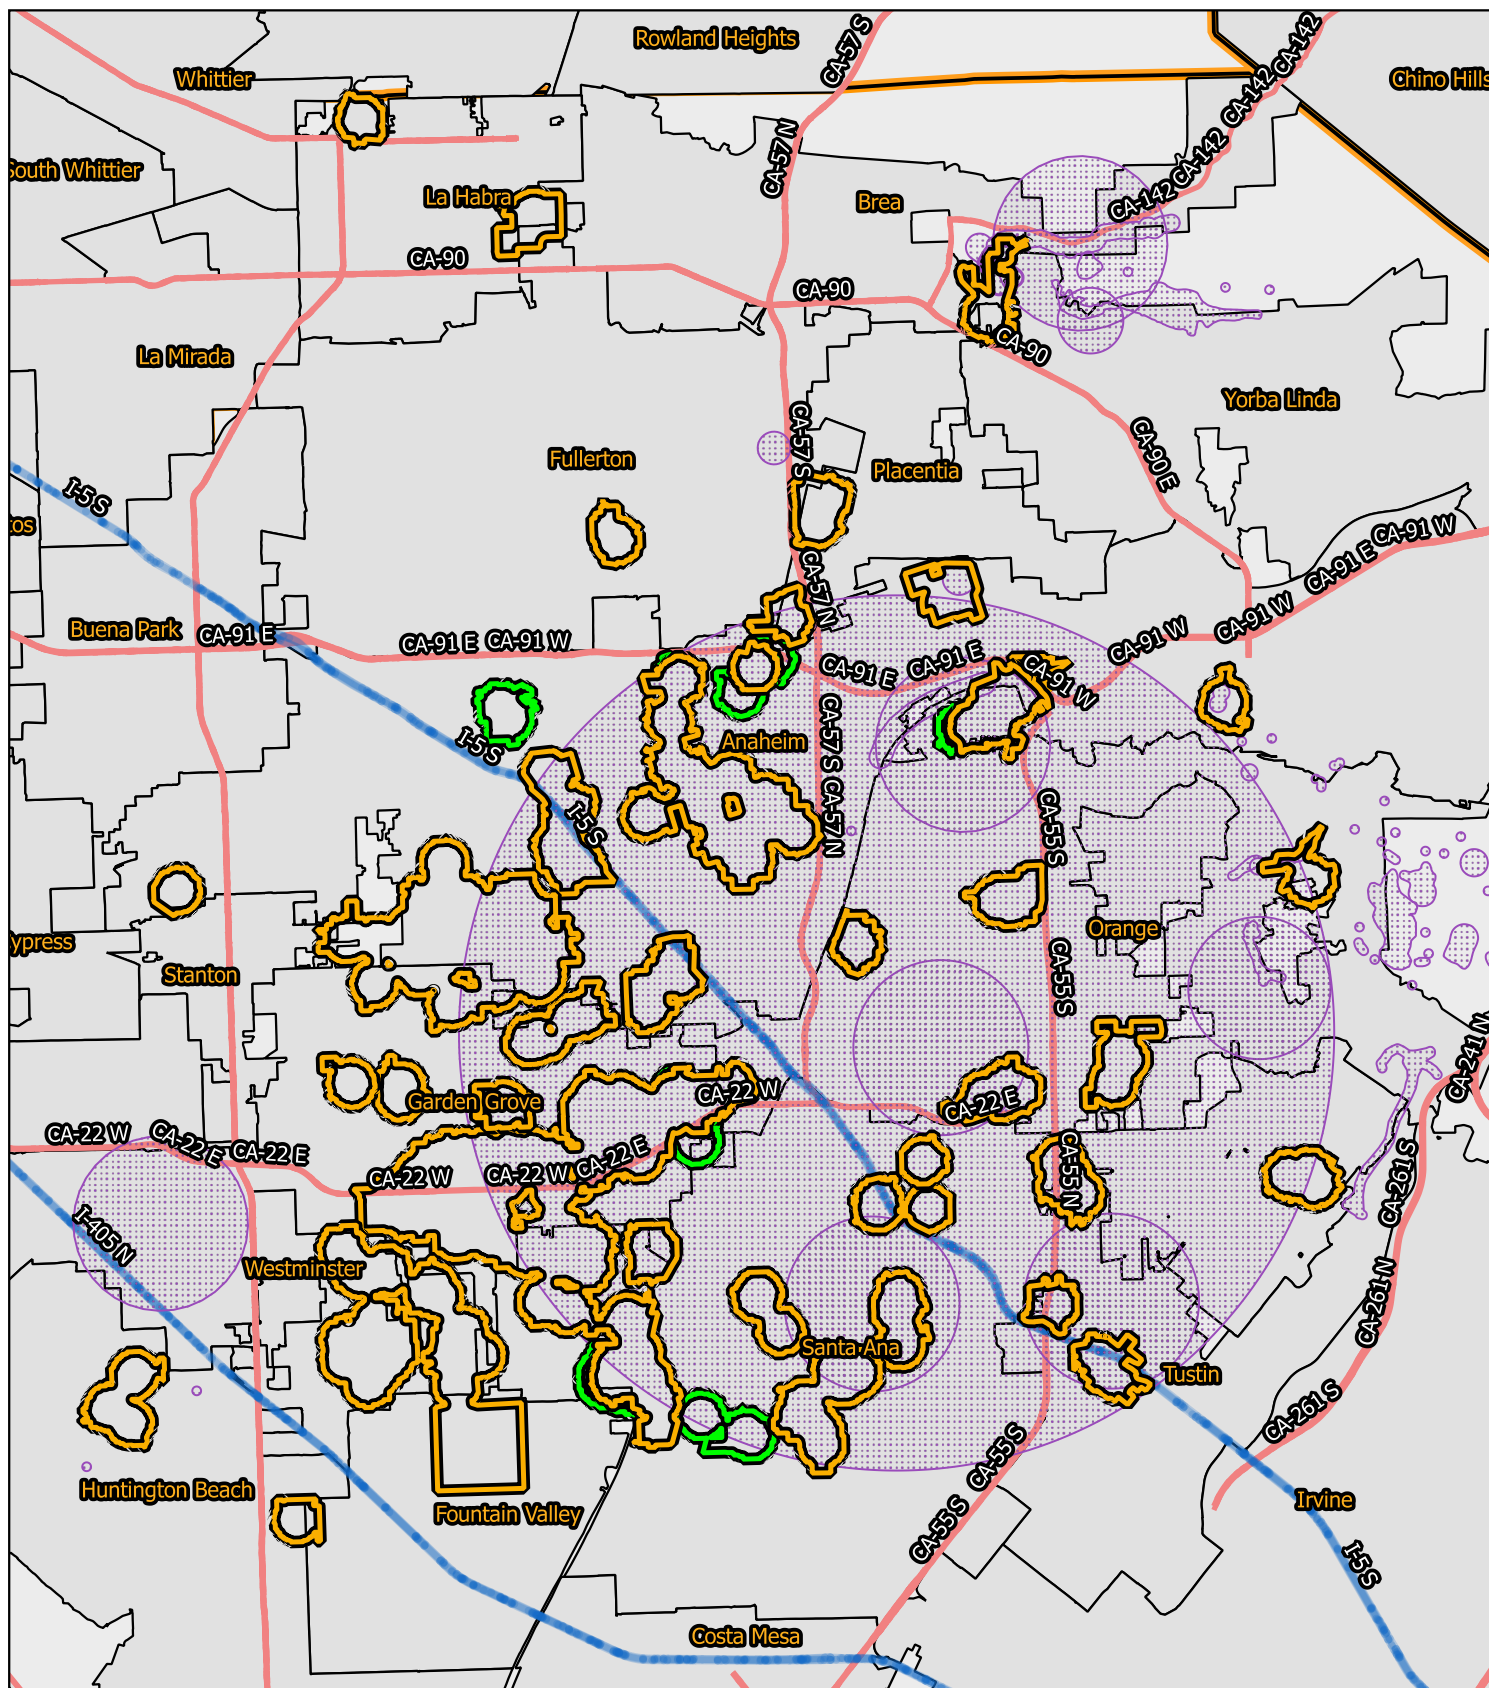 Rowland Heights
CA-57 S
CA-142
Whittier
Chino Hills
CA-142
CA-57 N
CA-142
South Whittier
CA-142
La Habra
Brea
CA-90
CA-90
CA-90
La Mirada
Yorba Linda
CA-57 S
CA-90 E
Fullerton
Placentia
I-5 S
tos
CA-91 W
CA-91 E
CA-57 N
CA-91 W
Buena Park
CA-91 E
CA-91 E
CA-91 W
CA-91 W
CA-91 E
CA-91 E
CA-91 W
I-5 S
Anaheim
CA-57 S
CA-57 N
I-5 S
CA-55 S
ypress
Orange
Stanton
CA-55 S
CA-241 N
Garden Grove
CA-22 W
CA-22 E
CA-22 W
CA-22 E
CA-22 E
CA-22 W
CA-22 W
CA-22 E
CA-55 N
CA-261 S
I-405 N
Westminster
CA-261 N
Santa Ana
Tustin
CA-261 S
CA-55 S
Huntington Beach
Fountain Valley
Irvine
CA-55 S
I-5 S
Costa Mesa